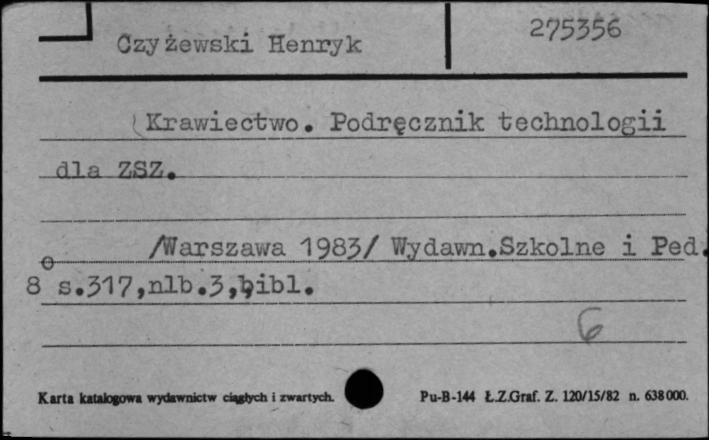 Czyżewski Henryk 275356
Krawiectwo. Podręcznik technologii
dla ZSZ.
/Warszawa 1983/ Wydawn.Szkolne i Ped.
8o s.317,nlb.3,bibl.
6
Karta katalogowa wydawnictw ciągłych i zwartych. Pu-B-144 Ł.Z.Graf. Z. 120/15/82 n. 638000.